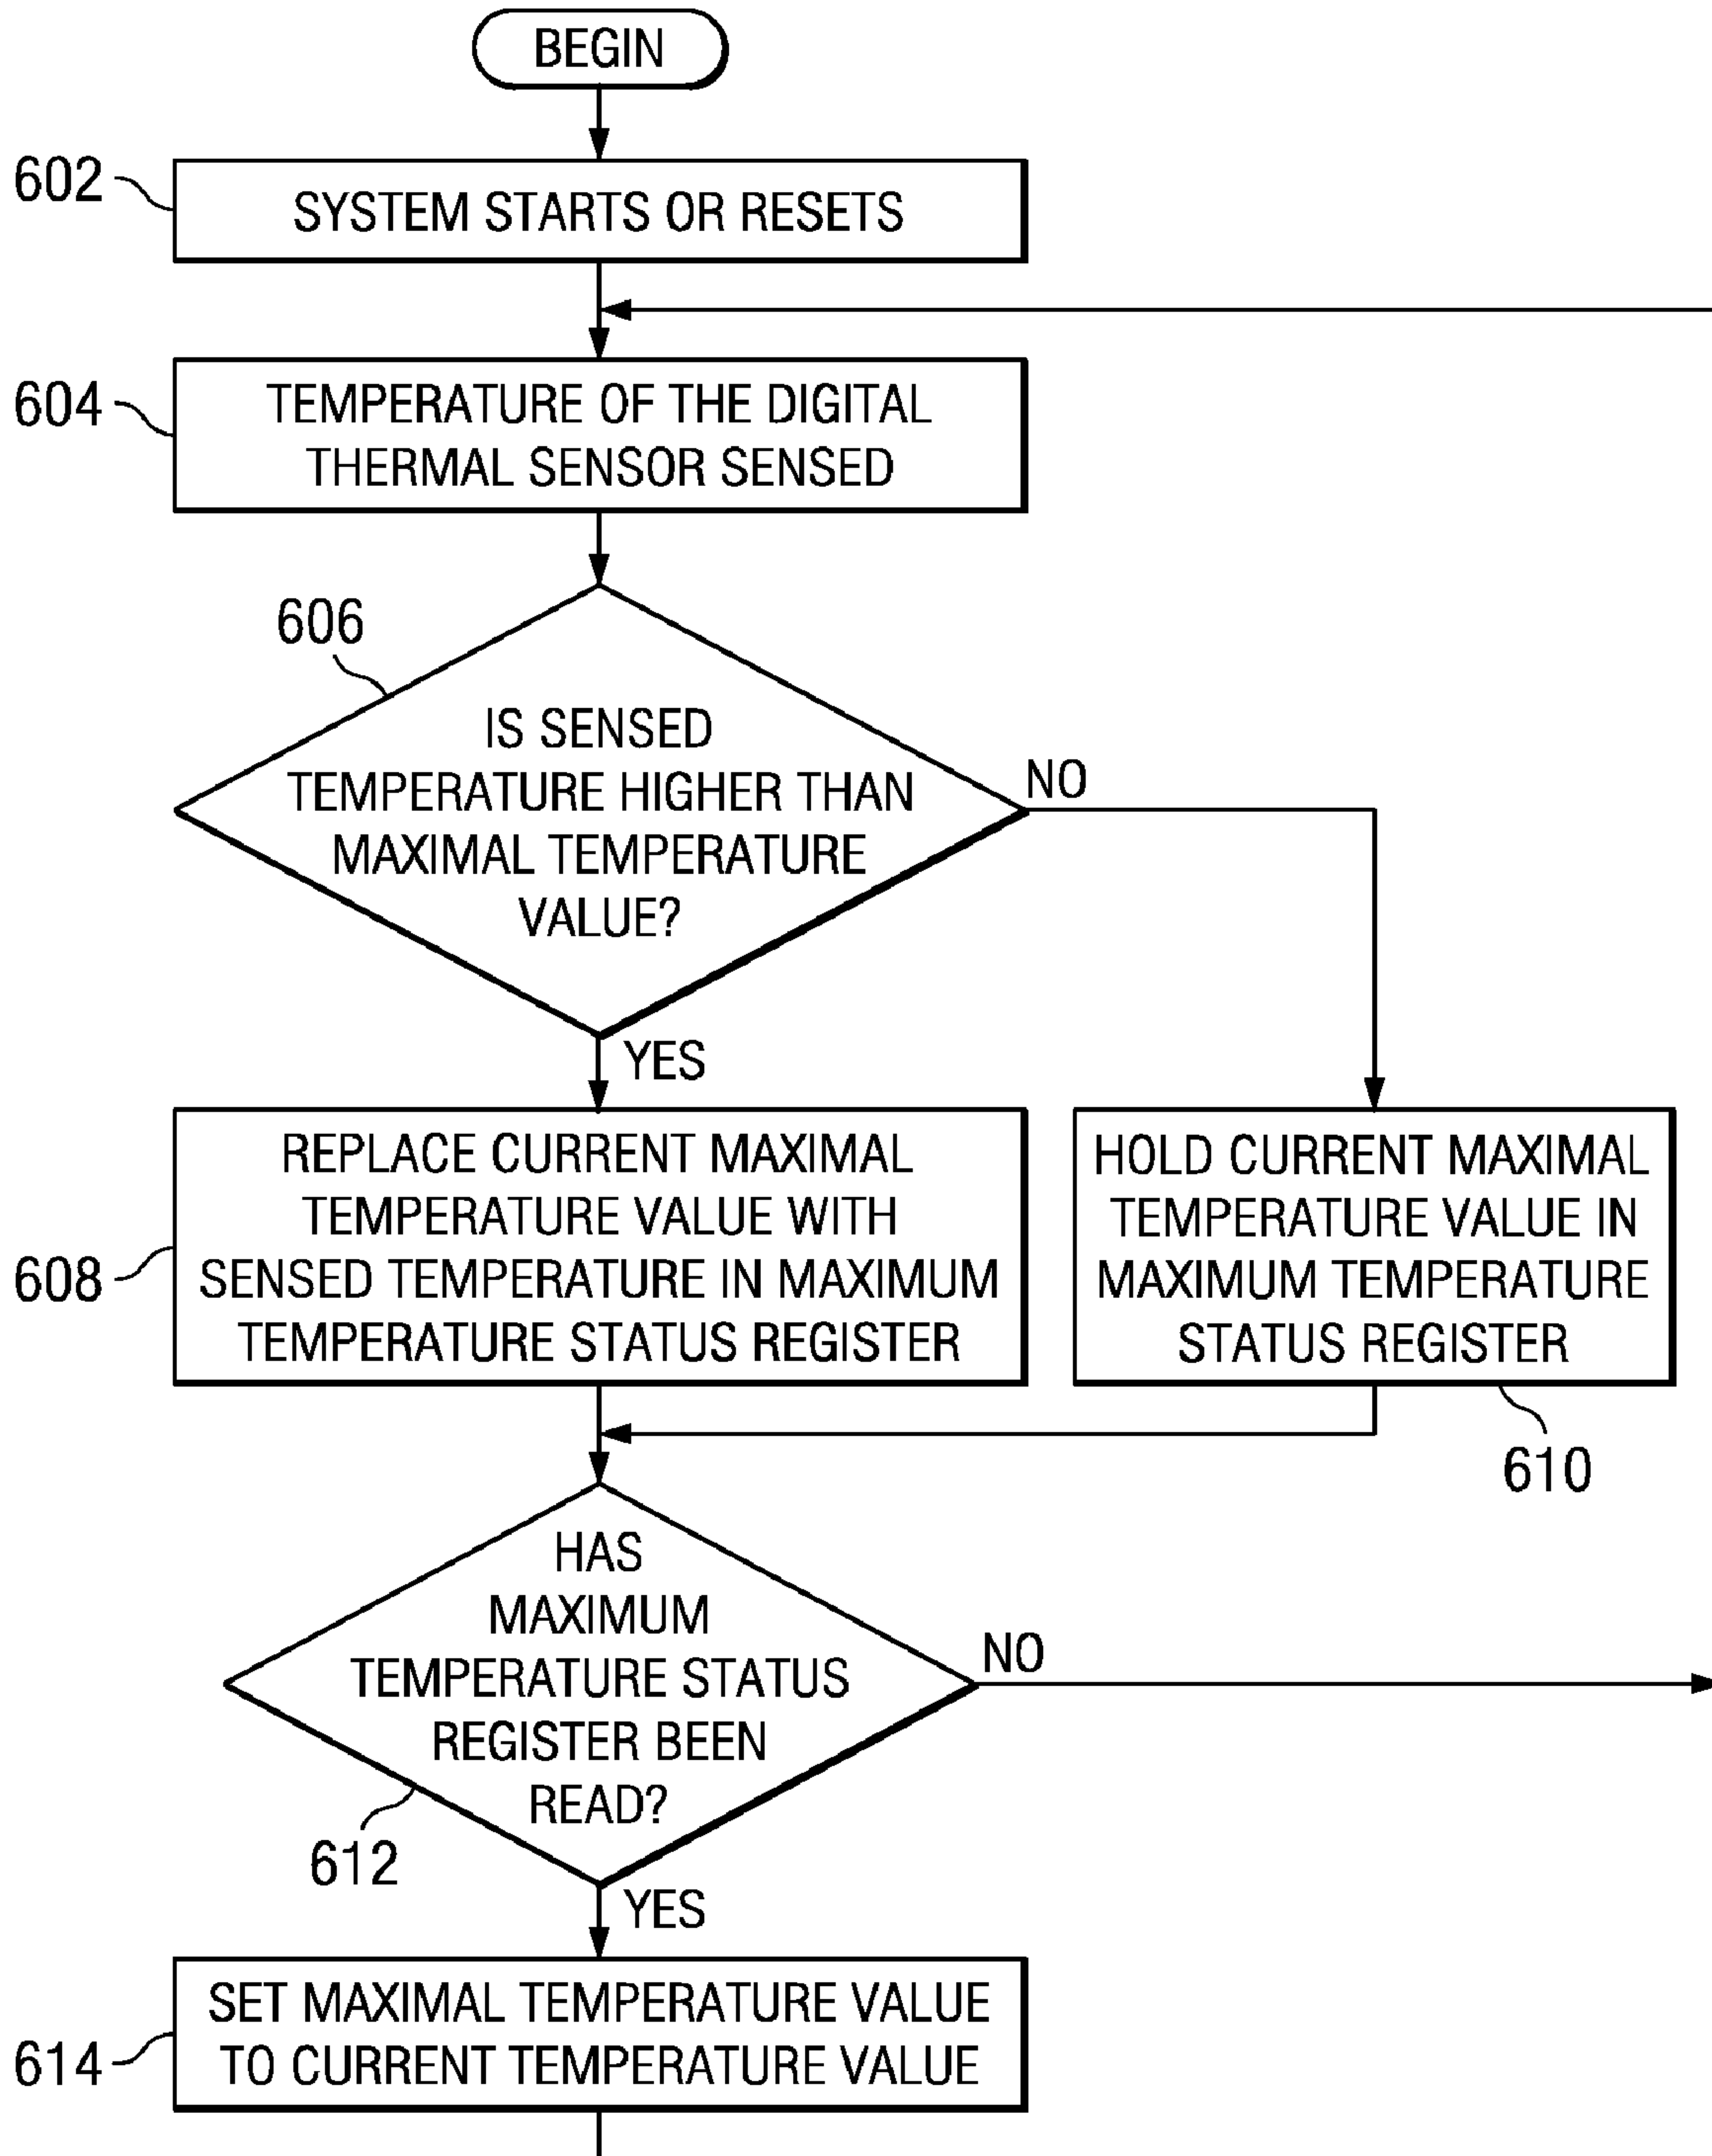 BEGIN
602
SYSTEM STARTS OR RESETS
604
TEMPERATURE OF THE DIGITAL
THERMAL SENSOR SENSED
606
IS SENSED
TEMPERATURE HIGHER THAN
MAXIMAL TEMPERATURE
VALUE?
NO
YES
608
REPLACE CURRENT MAXIMAL
TEMPERATURE VALUE WITH
SENSED TEMPERATURE IN MAXIMUM
TEMPERATURE STATUS REGISTER
HOLD CURRENT MAXIMAL
TEMPERATURE VALUE IN
MAXIMUM TEMPERATURE
STATUS REGISTER
610
HAS
MAXIMUM
TEMPERATURE STATUS
REGISTER BEEN
READ?
NO
612
YES
614
SET MAXIMAL TEMPERATURE VALUE
TO CURRENT TEMPERATURE VALUE